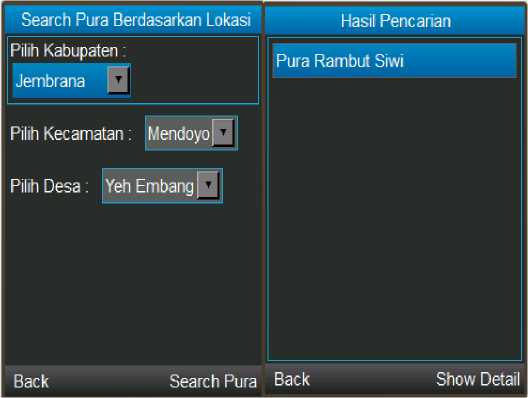 Search Pura Berdasarkan Lokasi
Pilih Kabupaten :
Jembrana
Pilih Kecamatan : Mendoyo
Pilih Desa : Yeh Embang
Back Search Pura
Hasil Pencarian
Pura Rambut Siwi
Back Show Detail